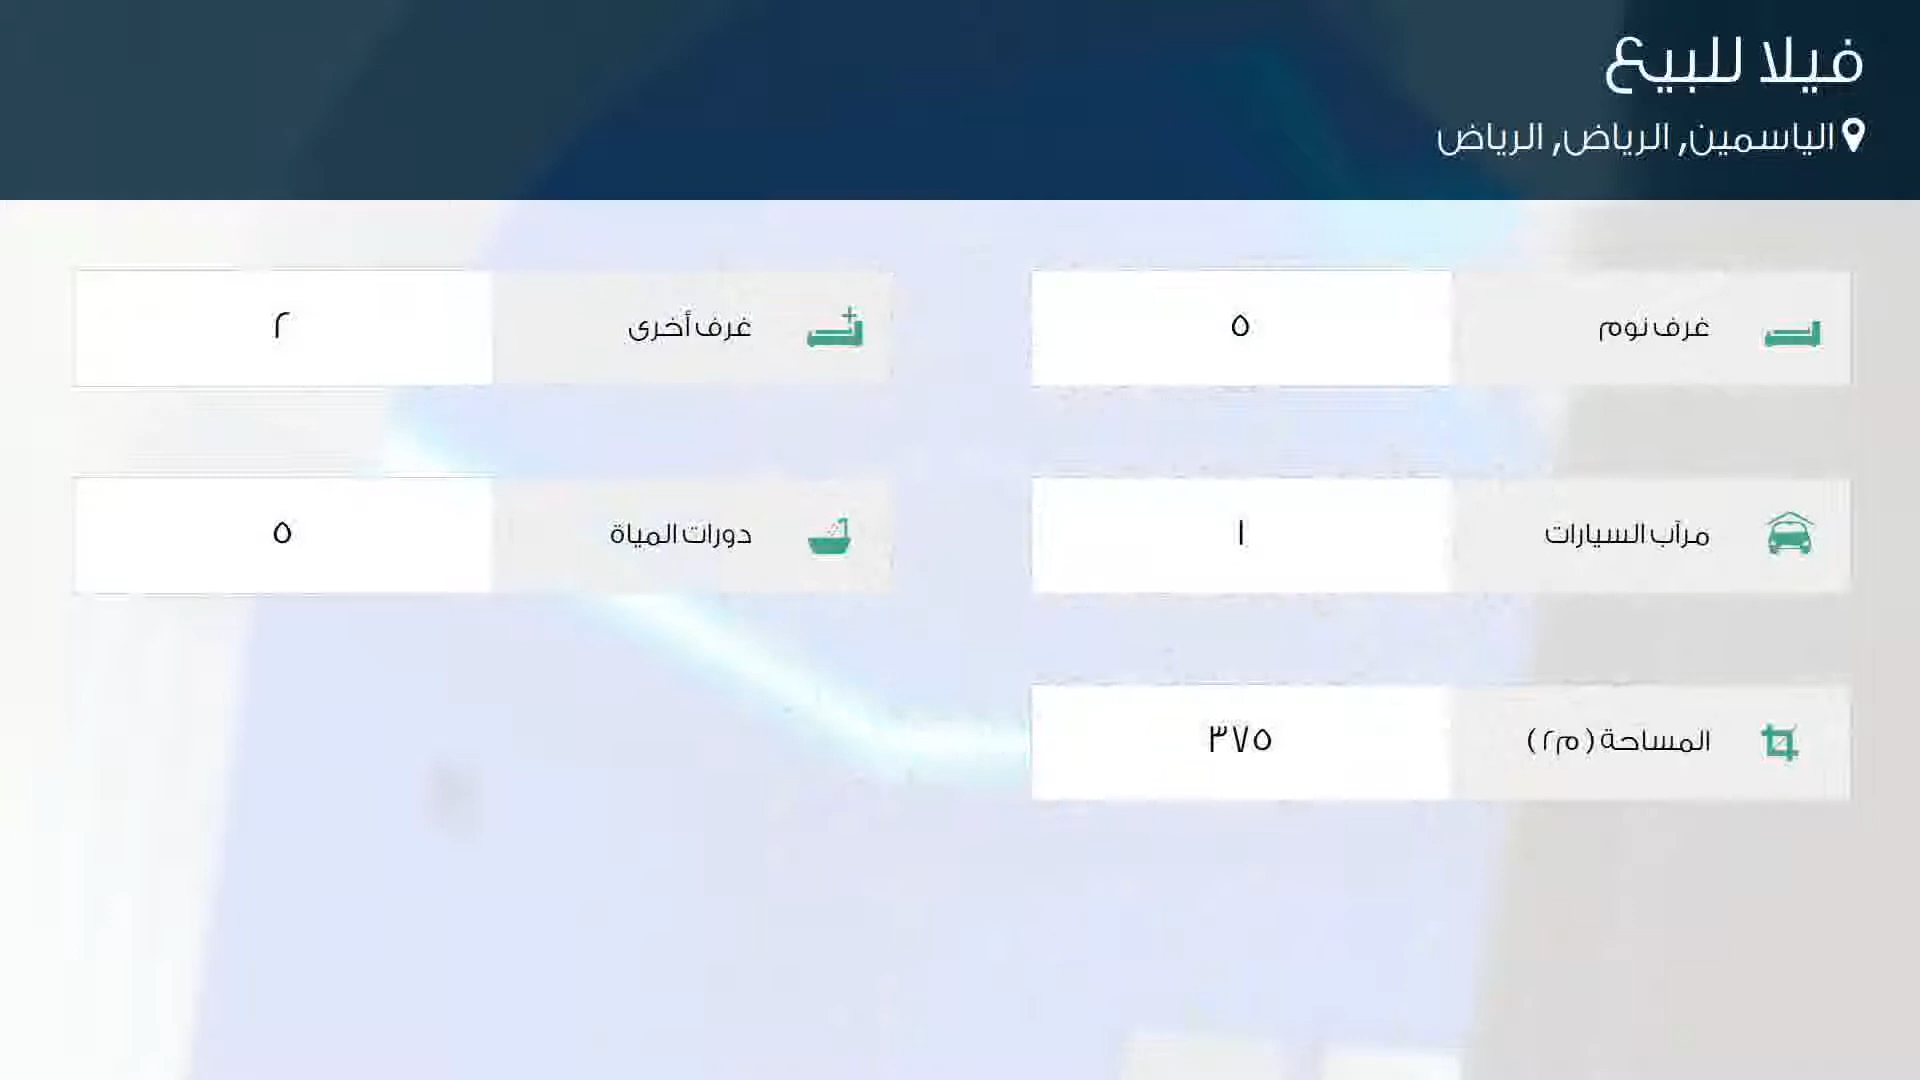 فيلا للبيع
الياسمين, الرياض, الرياض
غرف نوم ٥
غرف أخرى ٢
مرآب السيارات ١
دورات المياة ٥
المساحة (م٢) ٣٧٥